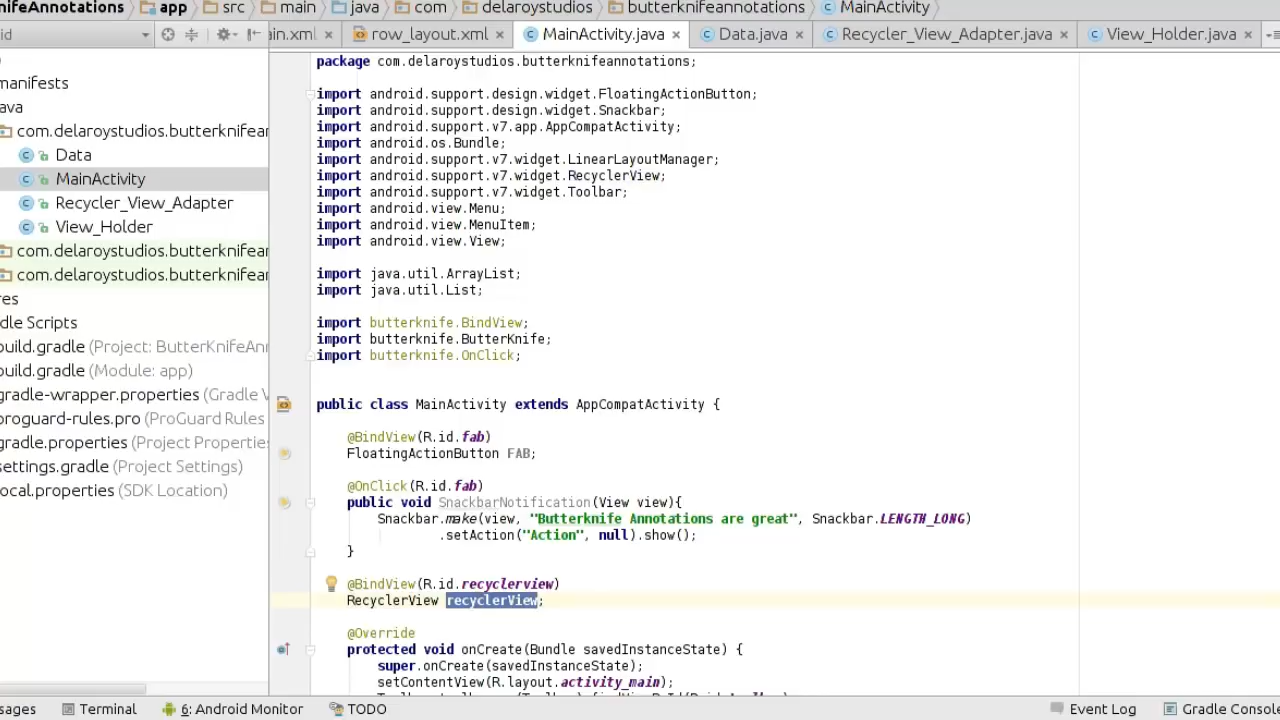 nifeAnnotations app src main java com delaroystudios butterknifeannotations MainActivity
id
in.xml row_layout.xml MainActivity.java Data.java Recycler_View_Adapter.java View_Holder.java
manifests
ava
com.delaroystudios.butterknifean
Data
MainActivity
Recycler_View_Adapter
View_Holder
com.delaroystudios.butterknifear
com.delaroystudios.butterknifear
res
dle Scripts
build.gradle (Project: ButterKnifeAnn
build.gradle (Module: app)
gradle-wrapper.properties (Gradle V
proguard-rules.pro (ProGuard Rules
gradle.properties (Project Propertie
settings.gradle (Project Settings)
ocal.properties (SDK Location)
package com.delaroystudios.butterknifeannotations;
import android.support.design.widget.FloatingActionButton;
import android.support.design.widget.Snackbar;
import android.support.v7.app.AppCompatActivity;
import android.os.Bundle;
import android.support.v7.widget.LinearLayoutManager;
import android.support.v7.widget.RecyclerView;
import android.support.v7.widget.Toolbar;
import android.view.Menu;
import android.view.MenuItem;
import android.view.View;
import java.util.ArrayList;
import java.util.List;
import butterknife.BindView;
import butterknife.ButterKnife;
import butterknife.OnClick;
public class MainActivity extends AppCompatActivity {
@BindView(R.id.fab)
FloatingActionButton FAB;
@OnClick(R.id.fab)
public void SnackbarNotification(View view){
Snackbar.make(view, "Butterknife Annotations are great", Snackbar.LENGTH_LONG)
.setAction("Action", null).show();
}
@BindView(R.id.recyclerview)
RecyclerView recyclerView;
@Override
protected void onCreate(Bundle savedInstanceState) {
super.onCreate(savedInstanceState);
setContentView(R.layout.activity_main);
sages Terminal 6: Android Monitor TODO Event Log Gradle Console